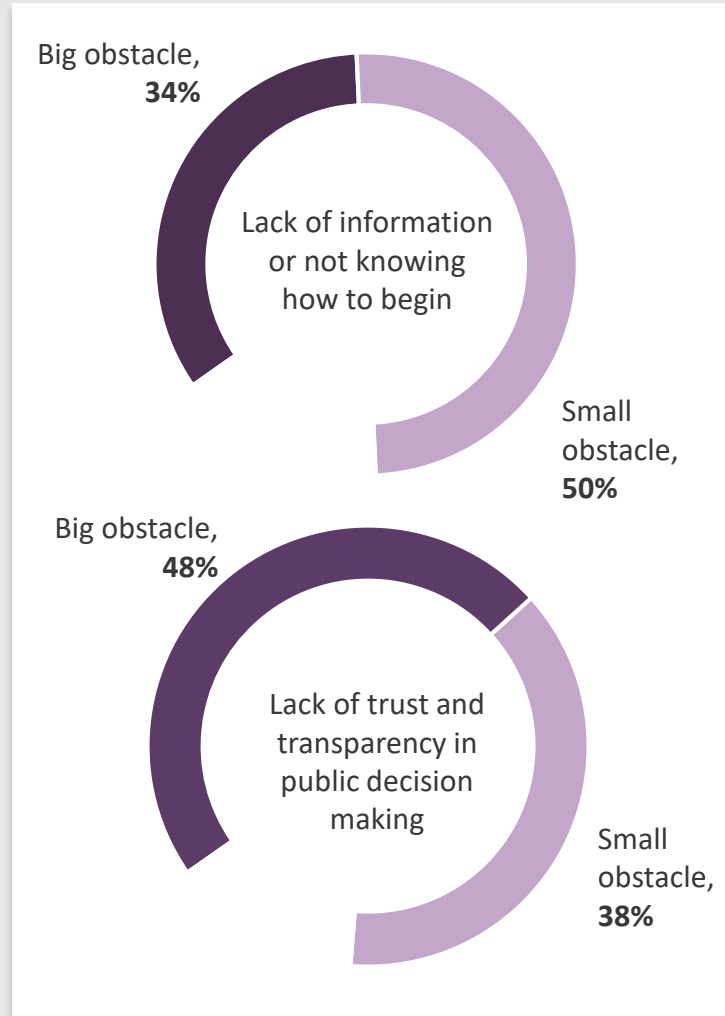 Big obstacle,
34%
Lack of information
or not knowing
how to begin
Small
obstacle,
50%
Big obstacle,
48%
Lack of trust and
transparency in
public decision
making
Small
obstacle,
38%